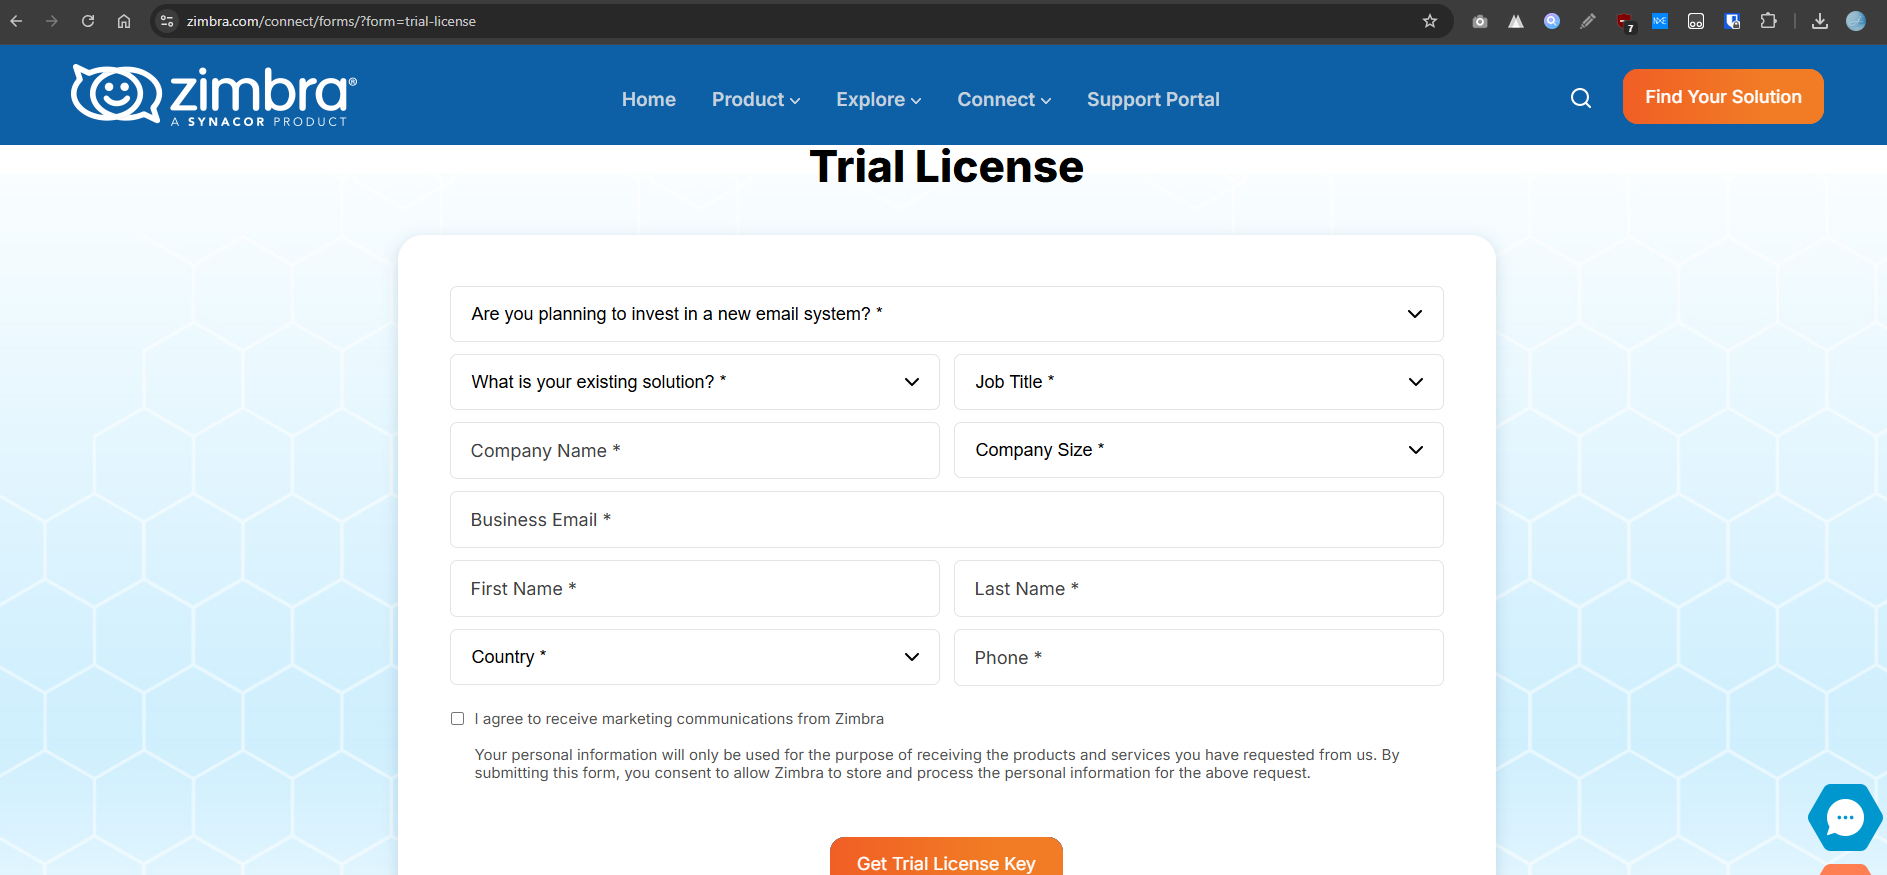 zimbra.com/connect/forms/?form=trial-license
7
NXE
zimbra®
A SYNACOR PRODUCT
Home
Product
Explore
Connect
Support Portal
Find Your Solution
Trial License
Are you planning to invest in a new email system? *
What is your existing solution? *
Job Title *
Company Name *
Company Size *
Business Email *
First Name *
Last Name *
Country *
Phone *
I agree to receive marketing communications from Zimbra
Your personal information will only be used for the purpose of receiving the products and services you have requested from us. By
submitting this form, you consent to allow Zimbra to store and process the personal information for the above request.
Get Trial License Key